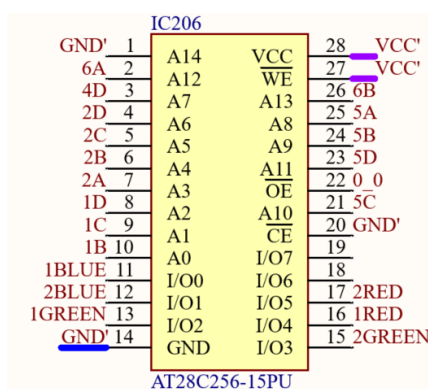 IC206
GND' 1 A14 VCC 28 VCC'
6A 2 A12 WE 27 VCC'
4D 3 A7 A13 26 6B
2D 4 A6 A8 25 5A
2C 5 A5 A9 24 5B
2B 6 A4 A11 23 5D
2A 7 A3 OE 22 0_0
1D 8 A2 A10 21 5C
1C 9 A1 CE 20 GND'
1B 10 A0 I/O7 19
1BLUE 11 I/O0 I/O6 18
2BLUE 12 I/O1 I/O5 17 2RED
1GREEN 13 I/O2 I/O4 16 1RED
GND' 14 GND I/O3 15 2GREEN
AT28C256-15PU